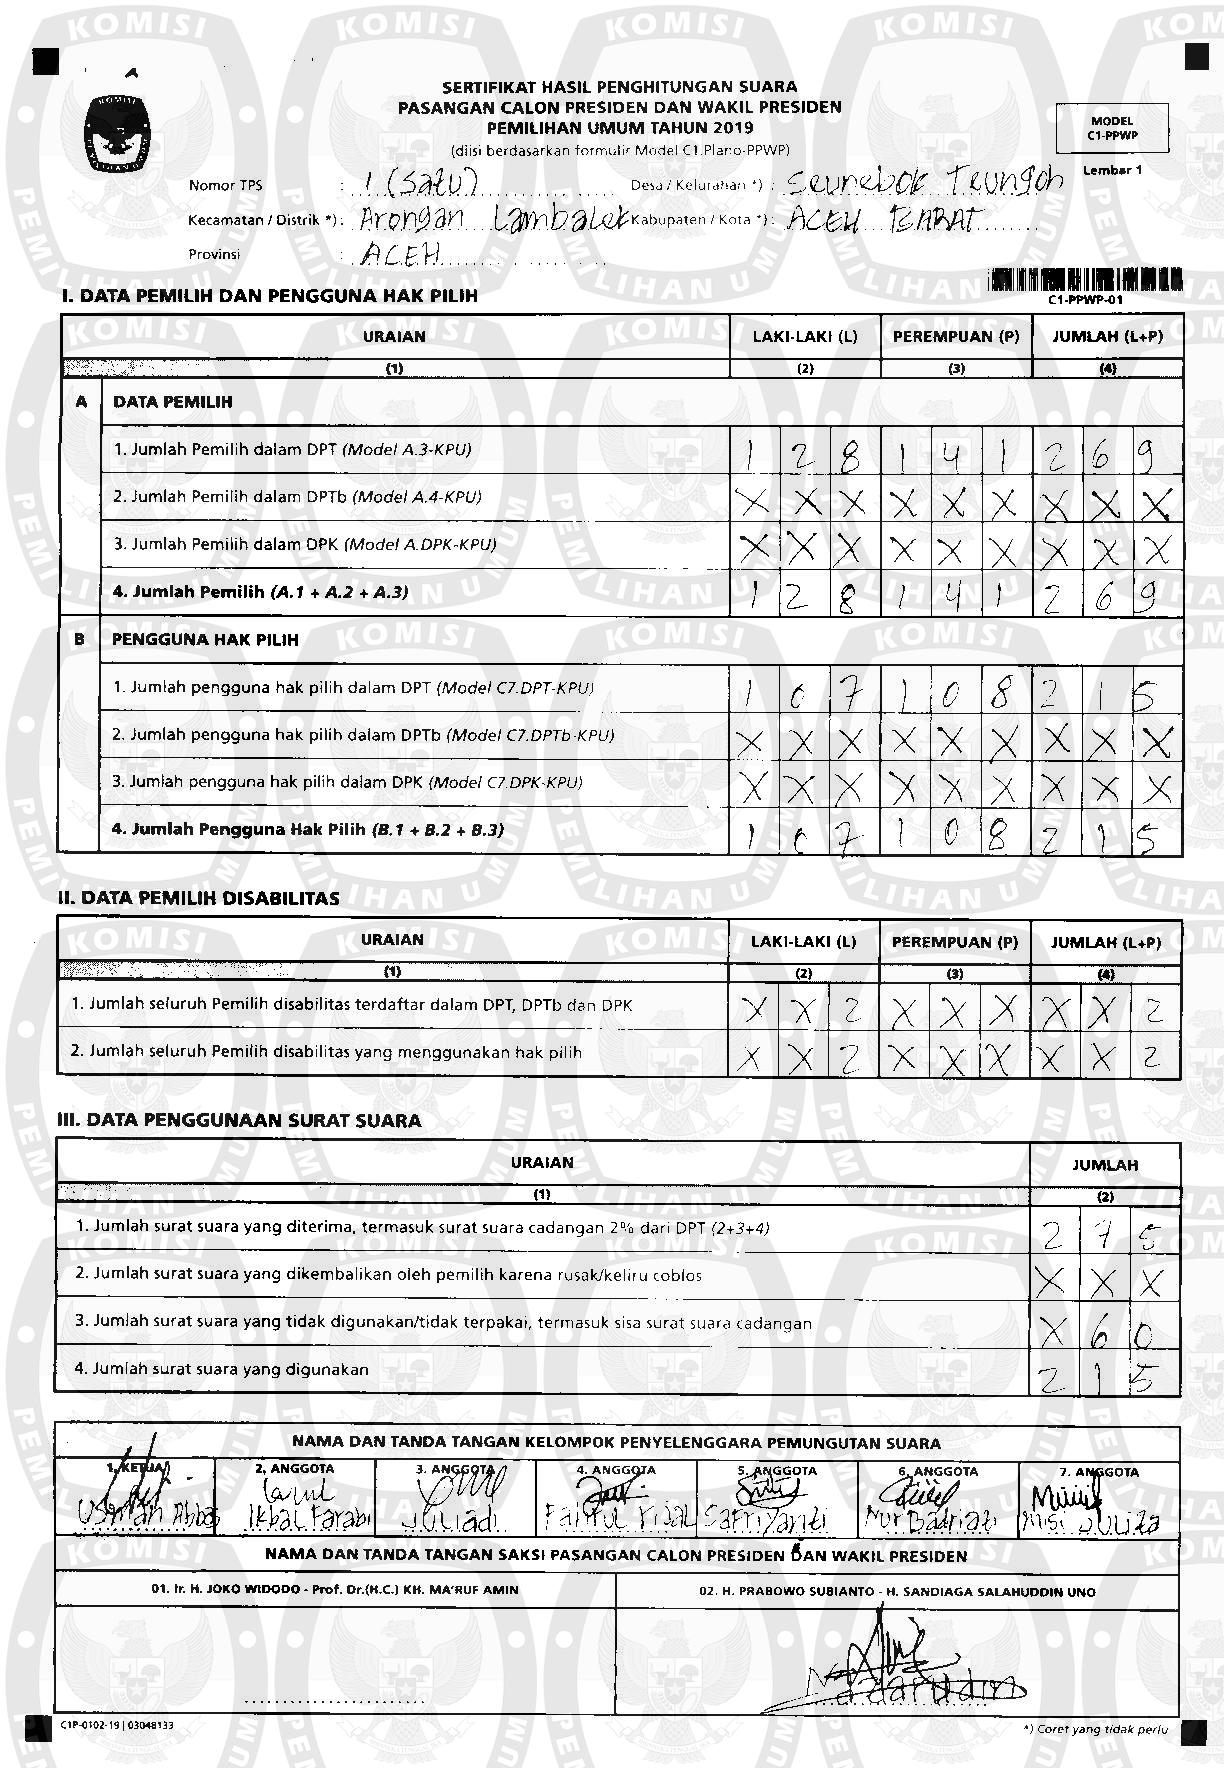 SERTIFIKAT HASIL PENGHITUNGAN SUARA
PASANGAN CALON PRESIDEN DAN WAKIL PRESIDEN
PEMILIHAN UMUM TAHUN 2019
(diisi berdasarkan formulir Model C1.Plano-PPWP)
MODEL
C1-PPWP
Lembar 1
Nomor TPS : 1 (Satu) Desa / Kelurahan *) : Seunebok Teungoh
Kecamatan / Distrik *) : Arongan Lambalek Kabupaten / Kota *) : ACEH BARAT
Provinsi : ACEH
C1-PPWP-01
I. DATA PEMILIH DAN PENGGUNA HAK PILIH
URAIAN LAKI-LAKI (L) PEREMPUAN (P) JUMLAH (L+P)
(1) (2) (3) (4)
A DATA PEMILIH
1. Jumlah Pemilih dalam DPT (Model A.3-KPU) 1 2 8 1 4 1 2 6 9
2. Jumlah Pemilih dalam DPTb (Model A.4-KPU) X X X X X X X X X
3. Jumlah Pemilih dalam DPK (Model A.DPK-KPU) X X X X X X X X X
4. Jumlah Pemilih (A.1 + A.2 + A.3) 1 2 8 1 4 1 2 6 9
B PENGGUNA HAK PILIH
1. Jumlah pengguna hak pilih dalam DPT (Model C7.DPT-KPU) 1 0 7 1 0 8 2 1 5
2. Jumlah pengguna hak pilih dalam DPTb (Model C7.DPTb-KPU) X X X X X X X X X
3. Jumlah pengguna hak pilih dalam DPK (Model C7.DPK-KPU) X X X X X X X X X
4. Jumlah Pengguna Hak Pilih (B.1 + B.2 + B.3) 1 0 7 1 0 8 2 1 5
II. DATA PEMILIH DISABILITAS
URAIAN LAKI-LAKI (L) PEREMPUAN (P) JUMLAH (L+P)
(1) (2) (3) (4)
1. Jumlah seluruh Pemilih disabilitas terdaftar dalam DPT, DPTb dan DPK X X 2 X X X X X 2
2. Jumlah seluruh Pemilih disabilitas yang menggunakan hak pilih X X 2 X X X X X 2
III. DATA PENGGUNAAN SURAT SUARA
URAIAN JUMLAH
(1) (2)
1. Jumlah surat suara yang diterima, termasuk surat suara cadangan 2% dari DPT (2+3+4) 2 7 5
2. Jumlah surat suara yang dikembalikan oleh pemilih karena rusak/keliru coblos X X X
3. Jumlah surat suara yang tidak digunakan/tidak terpakai, termasuk sisa surat suara cadangan X 6 0
4. Jumlah surat suara yang digunakan 2 1 5
NAMA DAN TANDA TANGAN KELOMPOK PENYELENGGARA PEMUNGUTAN SUARA
1. KETUA 2. ANGGOTA 3. ANGGOTA 4. ANGGOTA 5. ANGGOTA 6. ANGGOTA 7. ANGGOTA
Usman Abbas Ikbal Farabi Juliadi Rijal Safriyanti Nur Badriati Misi Julita
NAMA DAN TANDA TANGAN SAKSI PASANGAN CALON PRESIDEN DAN WAKIL PRESIDEN
01. Ir. H. JOKO WIDODO - Prof. Dr.(H.C.) KH. MA'RUF AMIN 02. H. PRABOWO SUBIANTO - H. SANDIAGA SALAHUDDIN UNO
C1P-0102-19 | 03048133
*) Coret yang tidak perlu